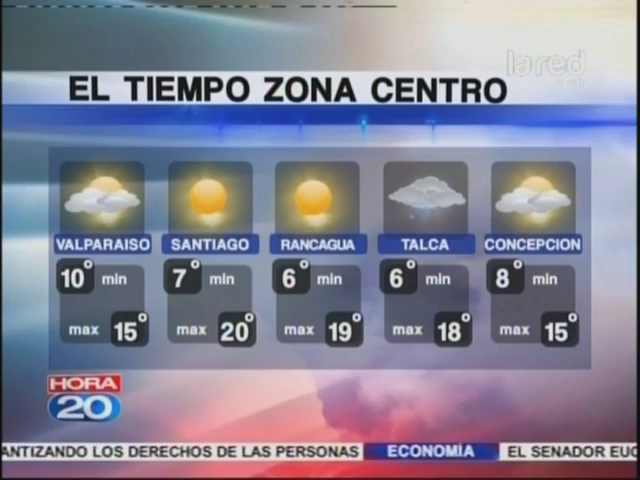 lared
EL TIEMPO ZONA CENTRO
VALPARAISO SANTIAGO RANCAGUA TALCA CONCEPCION
10° min 7° min 6° min 6° min 8° min
max 15° max 20° max 19° max 18° max 15°
HORA
20
ANTIZANDO LOS DERECHOS DE LAS PERSONAS ECONOMÍA EL SENADOR EUG